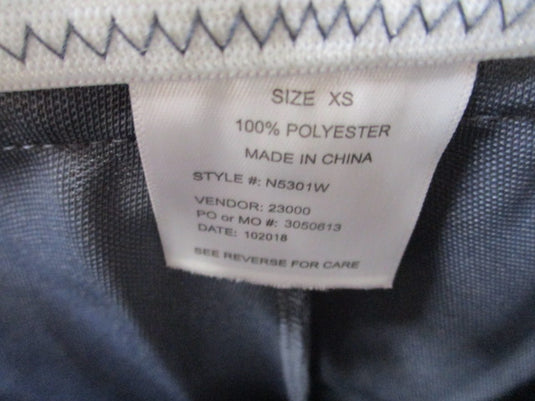 SIZE XS
100% POLYESTER
MADE IN CHINA
STYLE #: N5301W
VENDOR: 23000
PO or MO #: 3050613
DATE: 102018
SEE REVERSE FOR CARE